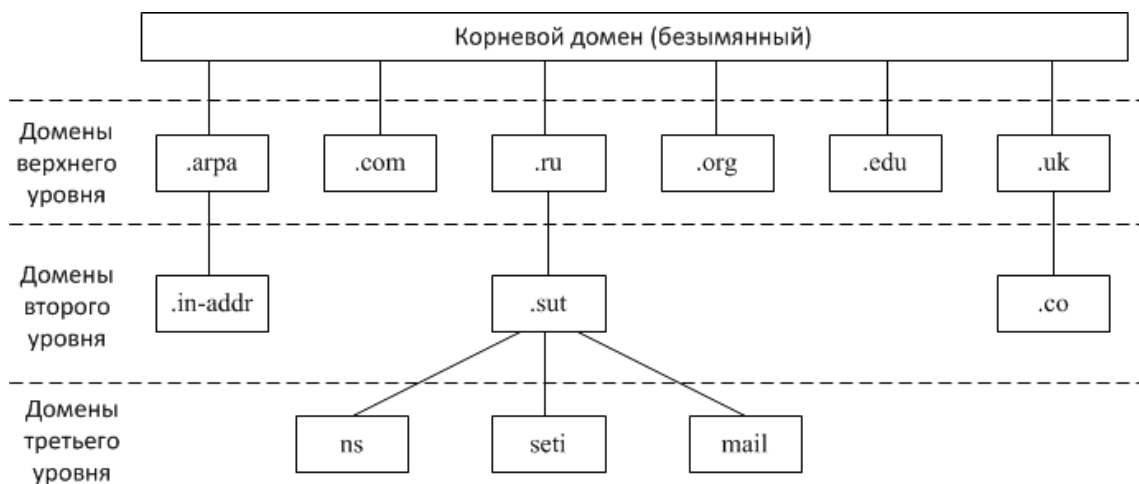 Корневой домен (безымянный)
Домены
верхнего
уровня
.arpa
.com
.ru
.org
.edu
.uk
Домены
второго
уровня
.in-addr
.sut
.co
Домены
третьего
уровня
ns
seti
mail